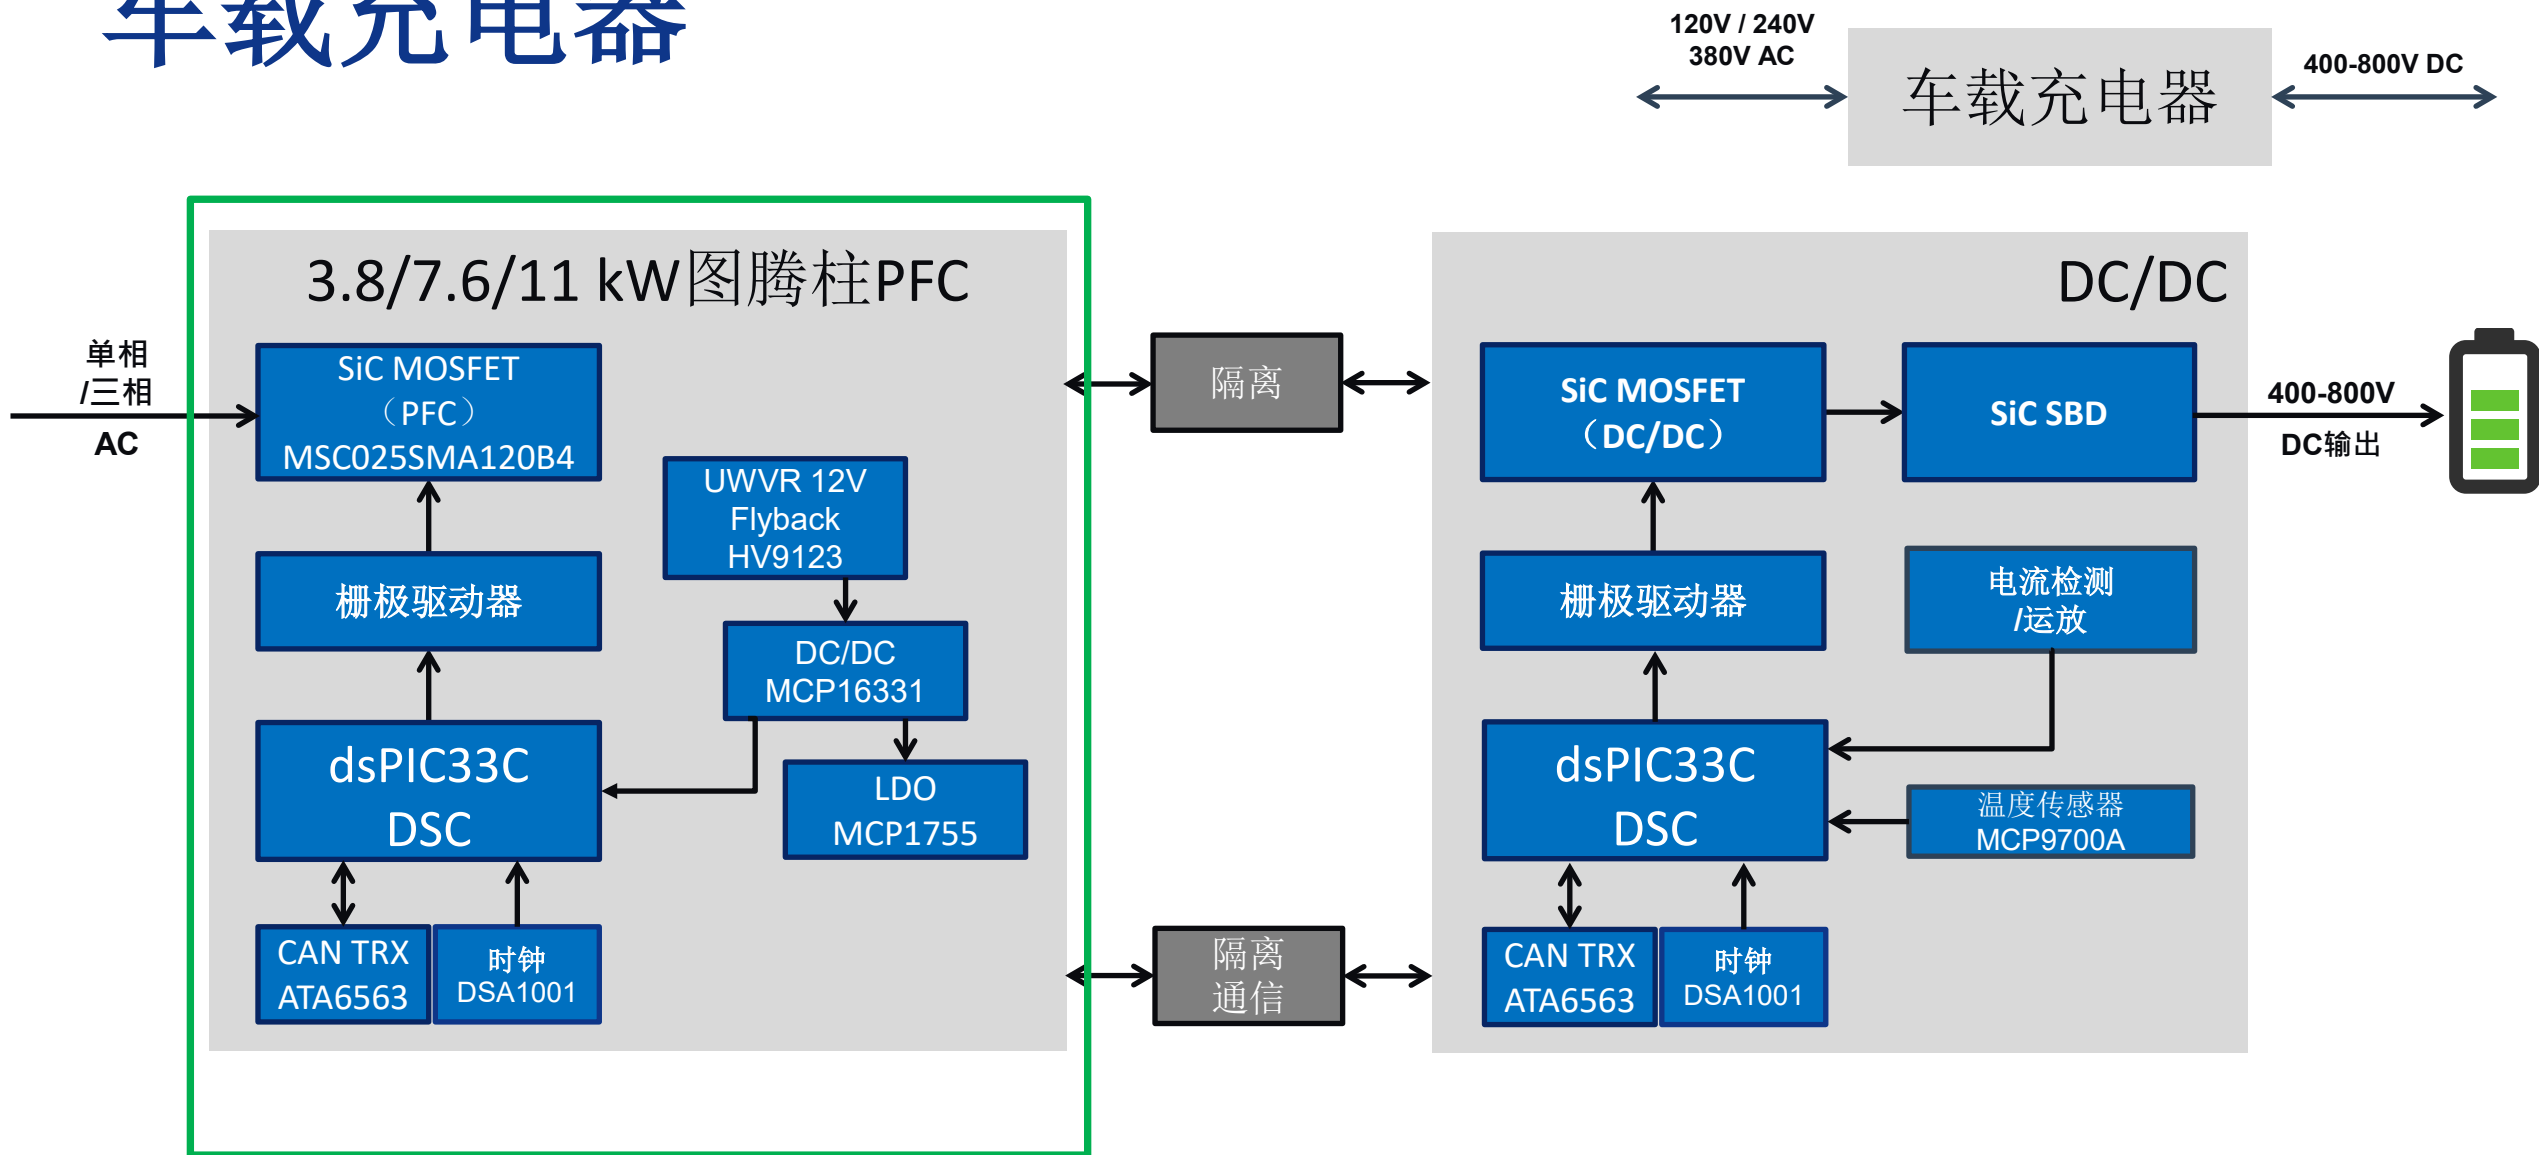 车载充电器
120V / 240V
380V AC
车载充电器
400-800V DC
3.8/7.6/11 kW图腾柱PFC
单相
/三相
AC
SiC MOSFET
（PFC）
MSC025SMA120B4
UWVR 12V
Flyback
HV9123
栅极驱动器
DC/DC
MCP16331
dsPIC33C
DSC
LDO
MCP1755
CAN TRX
ATA6563
时钟
DSA1001
隔离
隔离
通信
DC/DC
SiC MOSFET
（DC/DC）
SiC SBD
400-800V
DC输出
栅极驱动器
电流检测
/运放
dsPIC33C
DSC
温度传感器
MCP9700A
CAN TRX
ATA6563
时钟
DSA1001